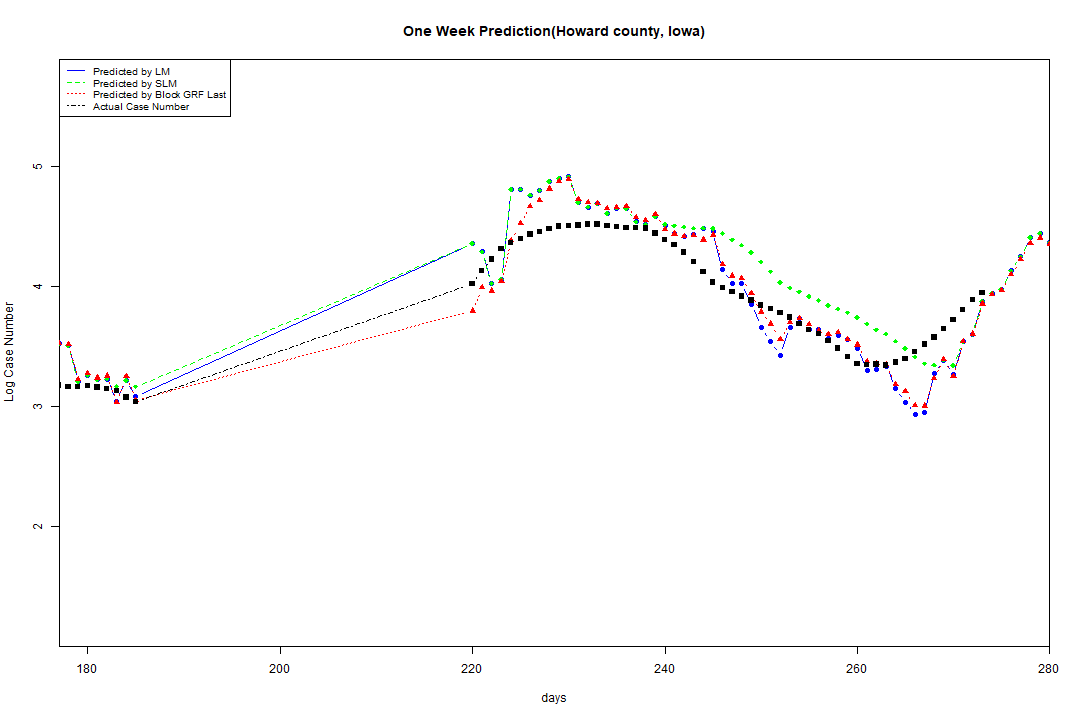 One Week Prediction(Howard county, Iowa)
Predicted by LM
Predicted by SLM
Predicted by Block GRF Last
Actual Case Number
5
4
3
2
Log Case Number
180 200 220 240 260 280
days